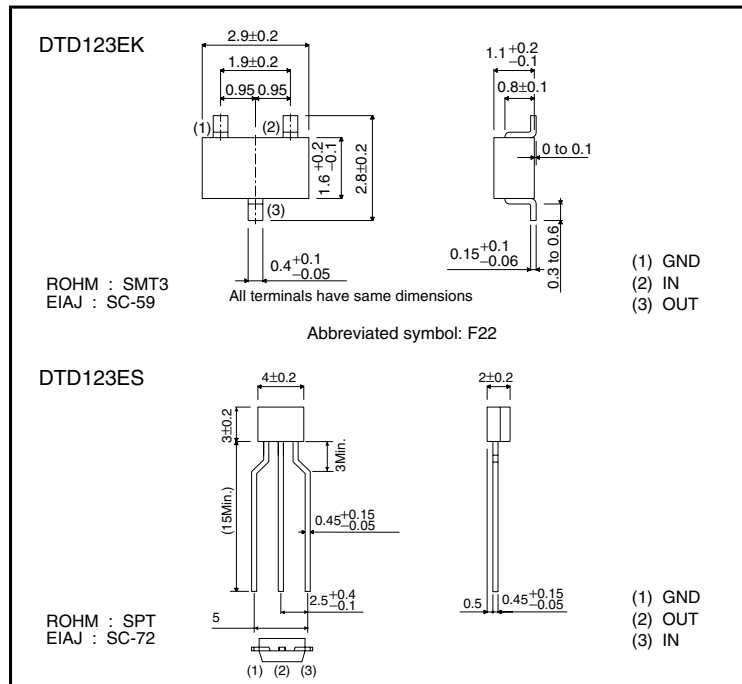 DTD123EK
2.9±0.2
1.9±0.2
0.95 0.95
(1) (2)
(3)
1.6 +0.2 −0.1
2.8±0.2
0.4 +0.1 −0.05
All terminals have same dimensions
1.1 +0.2 −0.1
0.8±0.1
0 to 0.1
0.15 +0.1 −0.06
0.3 to 0.6
ROHM : SMT3
EIAJ : SC-59
(1) GND
(2) IN
(3) OUT
Abbreviated symbol: F22
DTD123ES
4±0.2
3±0.2
(15Min.)
3Min.
0.45 +0.15 −0.05
2.5 +0.4 −0.1
5
(1) (2) (3)
2±0.2
0.5
0.45 +0.15 −0.05
ROHM : SPT
EIAJ : SC-72
(1) GND
(2) OUT
(3) IN